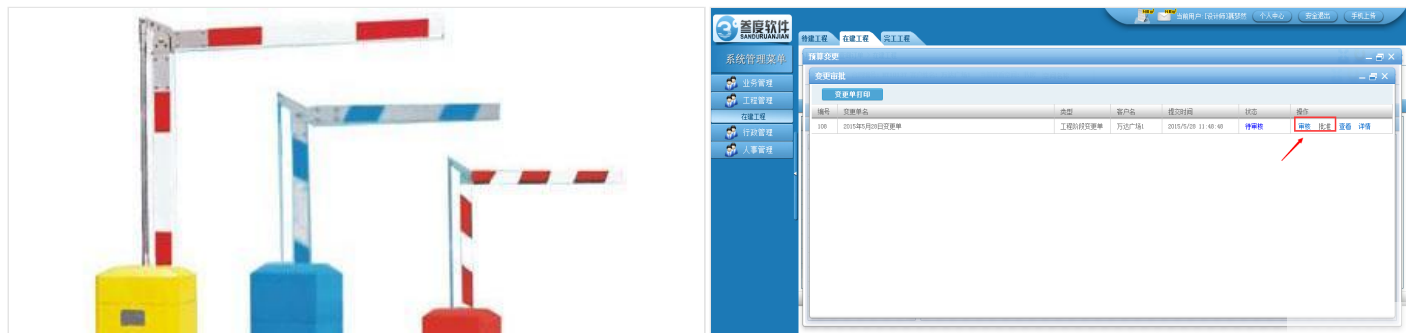 叁度软件
SANDURUANJIAN
当前用户:[设计师]聂梦然 个人中心 安全退出 手机上传
待建工程 在建工程 完工工程
系统管理菜单
业务管理
工程管理
在建工程
行政管理
人事管理
预算变更
变更审批
变更单打印
编号 变更单名 类型 客户名 提交时间 状态 操作
108 2015年5月28日变更单 工程阶段变更单 万达广场1 2015/5/28 11:48:48 待审核 审核 批准 查看 详情